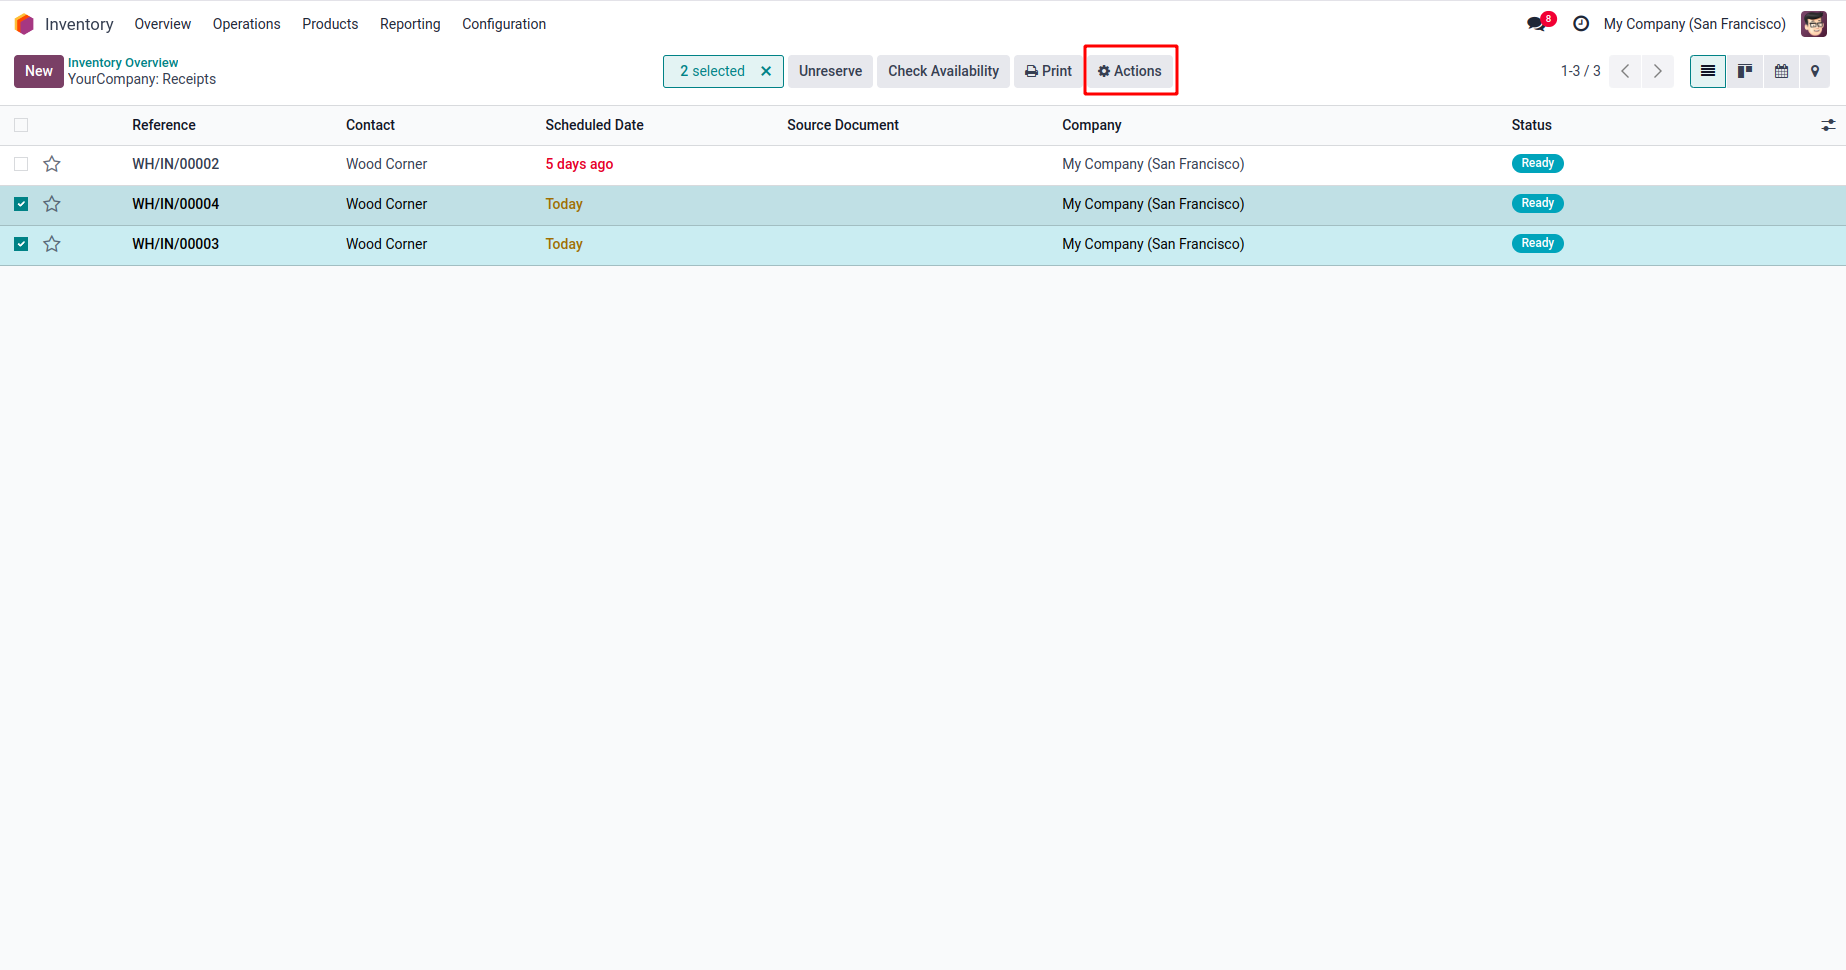 Inventory Overview Operations Products Reporting Configuration 8 My Company (San Francisco)
New Inventory Overview
YourCompany: Receipts
2 selected Unreserve Check Availability Print Actions 1-3 / 3
Reference Contact Scheduled Date Source Document Company Status
WH/IN/00002 Wood Corner 5 days ago My Company (San Francisco) Ready
WH/IN/00004 Wood Corner Today My Company (San Francisco) Ready
WH/IN/00003 Wood Corner Today My Company (San Francisco) Ready